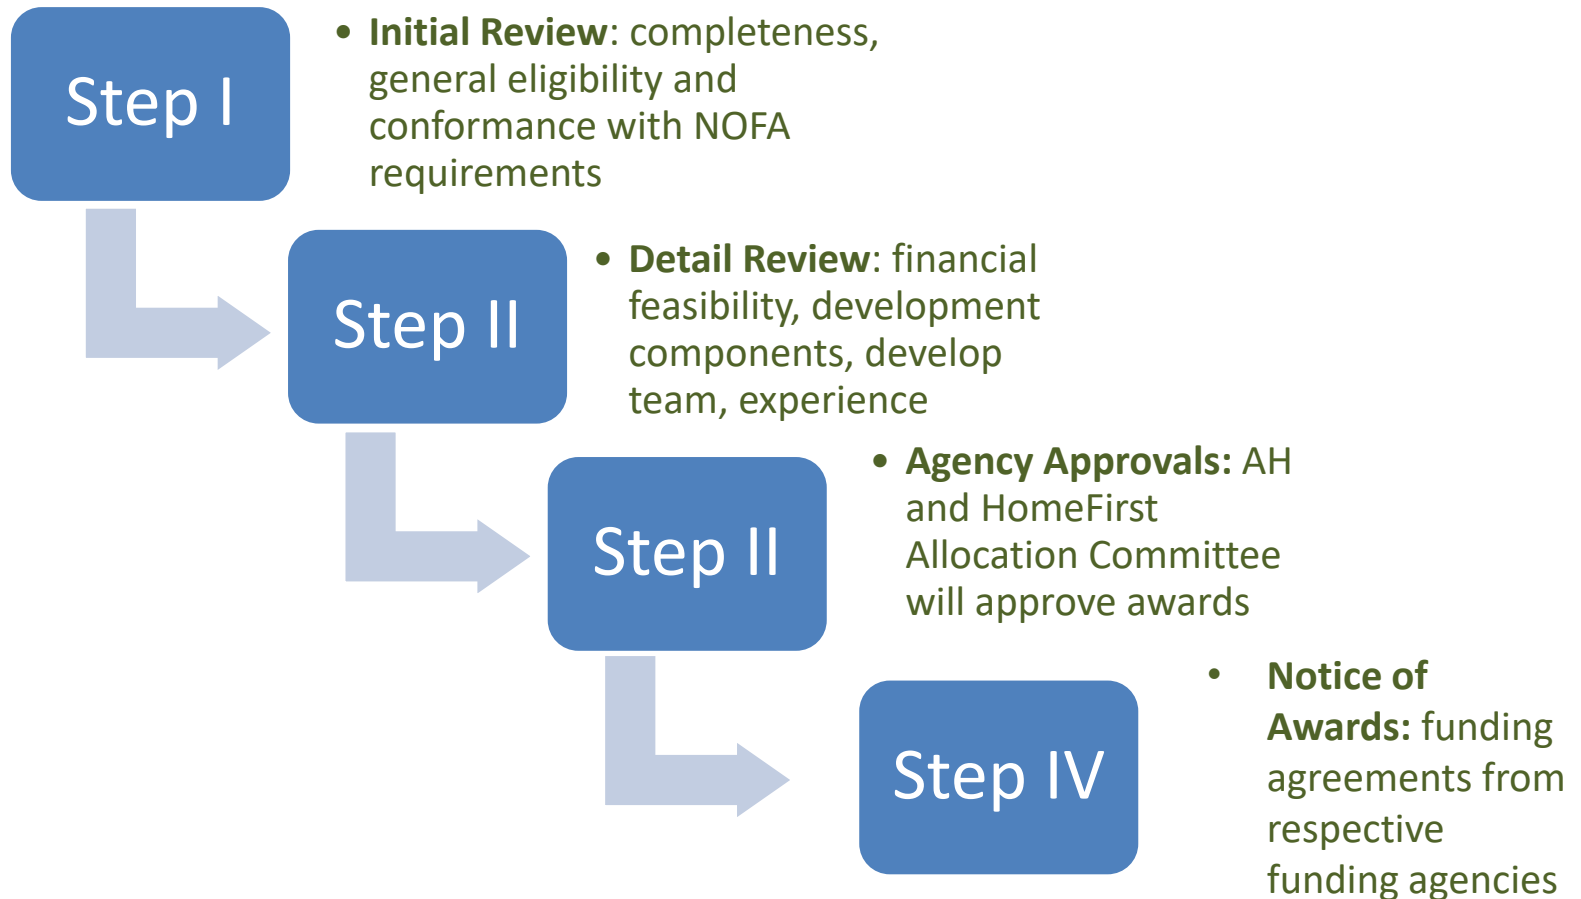 Step I
• Initial Review: completeness,
general eligibility and
conformance with NOFA
requirements
Step II
• Detail Review: financial
feasibility, development
components, develop
team, experience
Step II
• Agency Approvals: AH
and HomeFirst
Allocation Committee
will approve awards
Step IV
• Notice of
Awards: funding
agreements from
respective
funding agencies